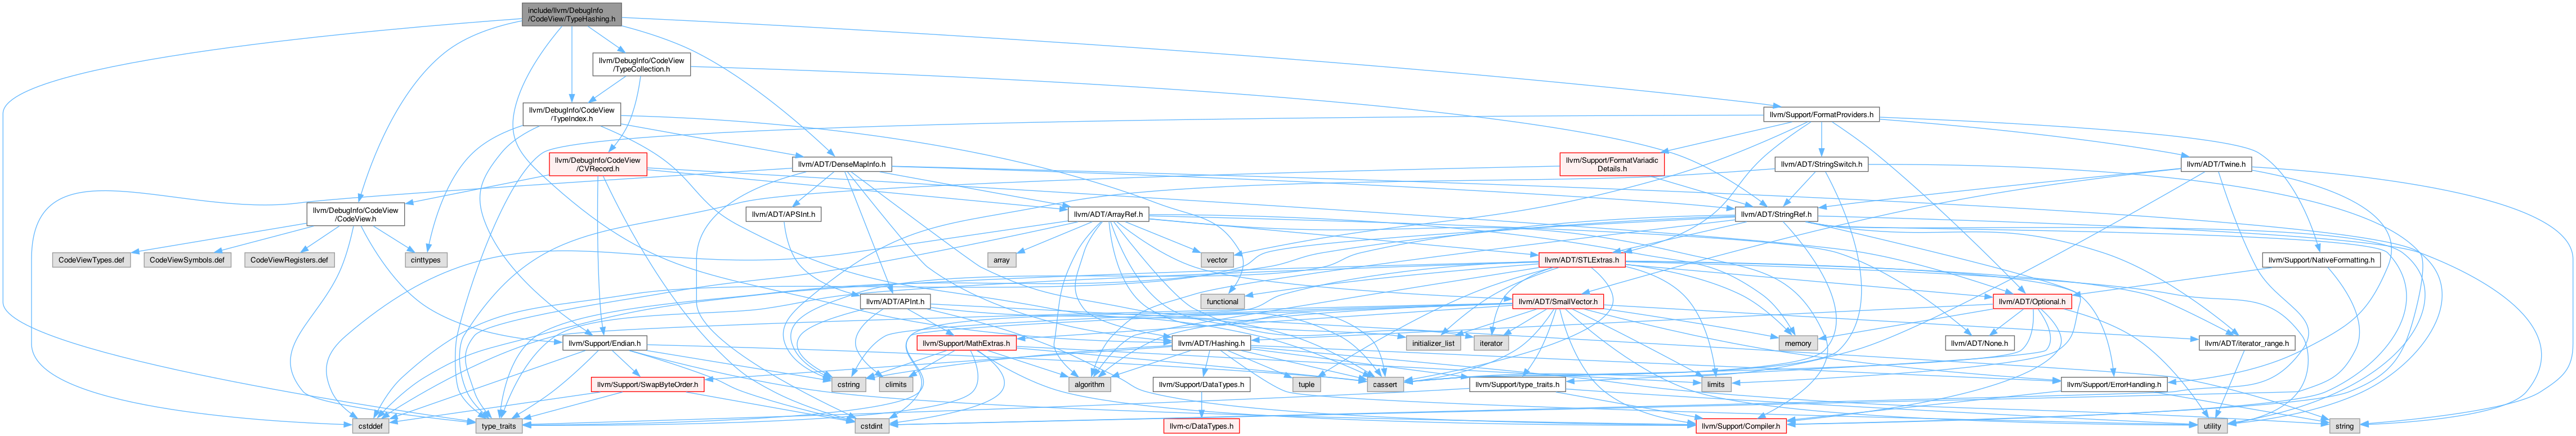 include/llvm/DebugInfo
/CodeView/TypeHashing.h
llvm/DebugInfo/CodeView
/TypeCollection.h
llvm/DebugInfo/CodeView
/TypeIndex.h
llvm/Support/FormatProviders.h
llvm/DebugInfo/CodeView
/CVRecord.h
llvm/ADT/DenseMapInfo.h
llvm/Support/FormatVariadic
Details.h
llvm/ADT/StringSwitch.h
llvm/ADT/Twine.h
llvm/DebugInfo/CodeView
/CodeView.h
llvm/ADT/APSInt.h
llvm/ADT/ArrayRef.h
llvm/ADT/StringRef.h
CodeViewTypes.def
CodeViewSymbols.def
CodeViewRegisters.def
cinttypes
array
vector
llvm/ADT/STLExtras.h
llvm/Support/NativeFormatting.h
llvm/ADT/APInt.h
functional
llvm/ADT/SmallVector.h
llvm/ADT/Optional.h
llvm/Support/Endian.h
llvm/Support/MathExtras.h
llvm/ADT/Hashing.h
initializer_list
iterator
memory
llvm/ADT/None.h
llvm/ADT/iterator_range.h
llvm/Support/SwapByteOrder.h
cstring
climits
algorithm
llvm/Support/DataTypes.h
tuple
cassert
llvm/Support/type_traits.h
limits
llvm/Support/ErrorHandling.h
cstddef
type_traits
cstdint
llvm-c/DataTypes.h
llvm/Support/Compiler.h
utility
string